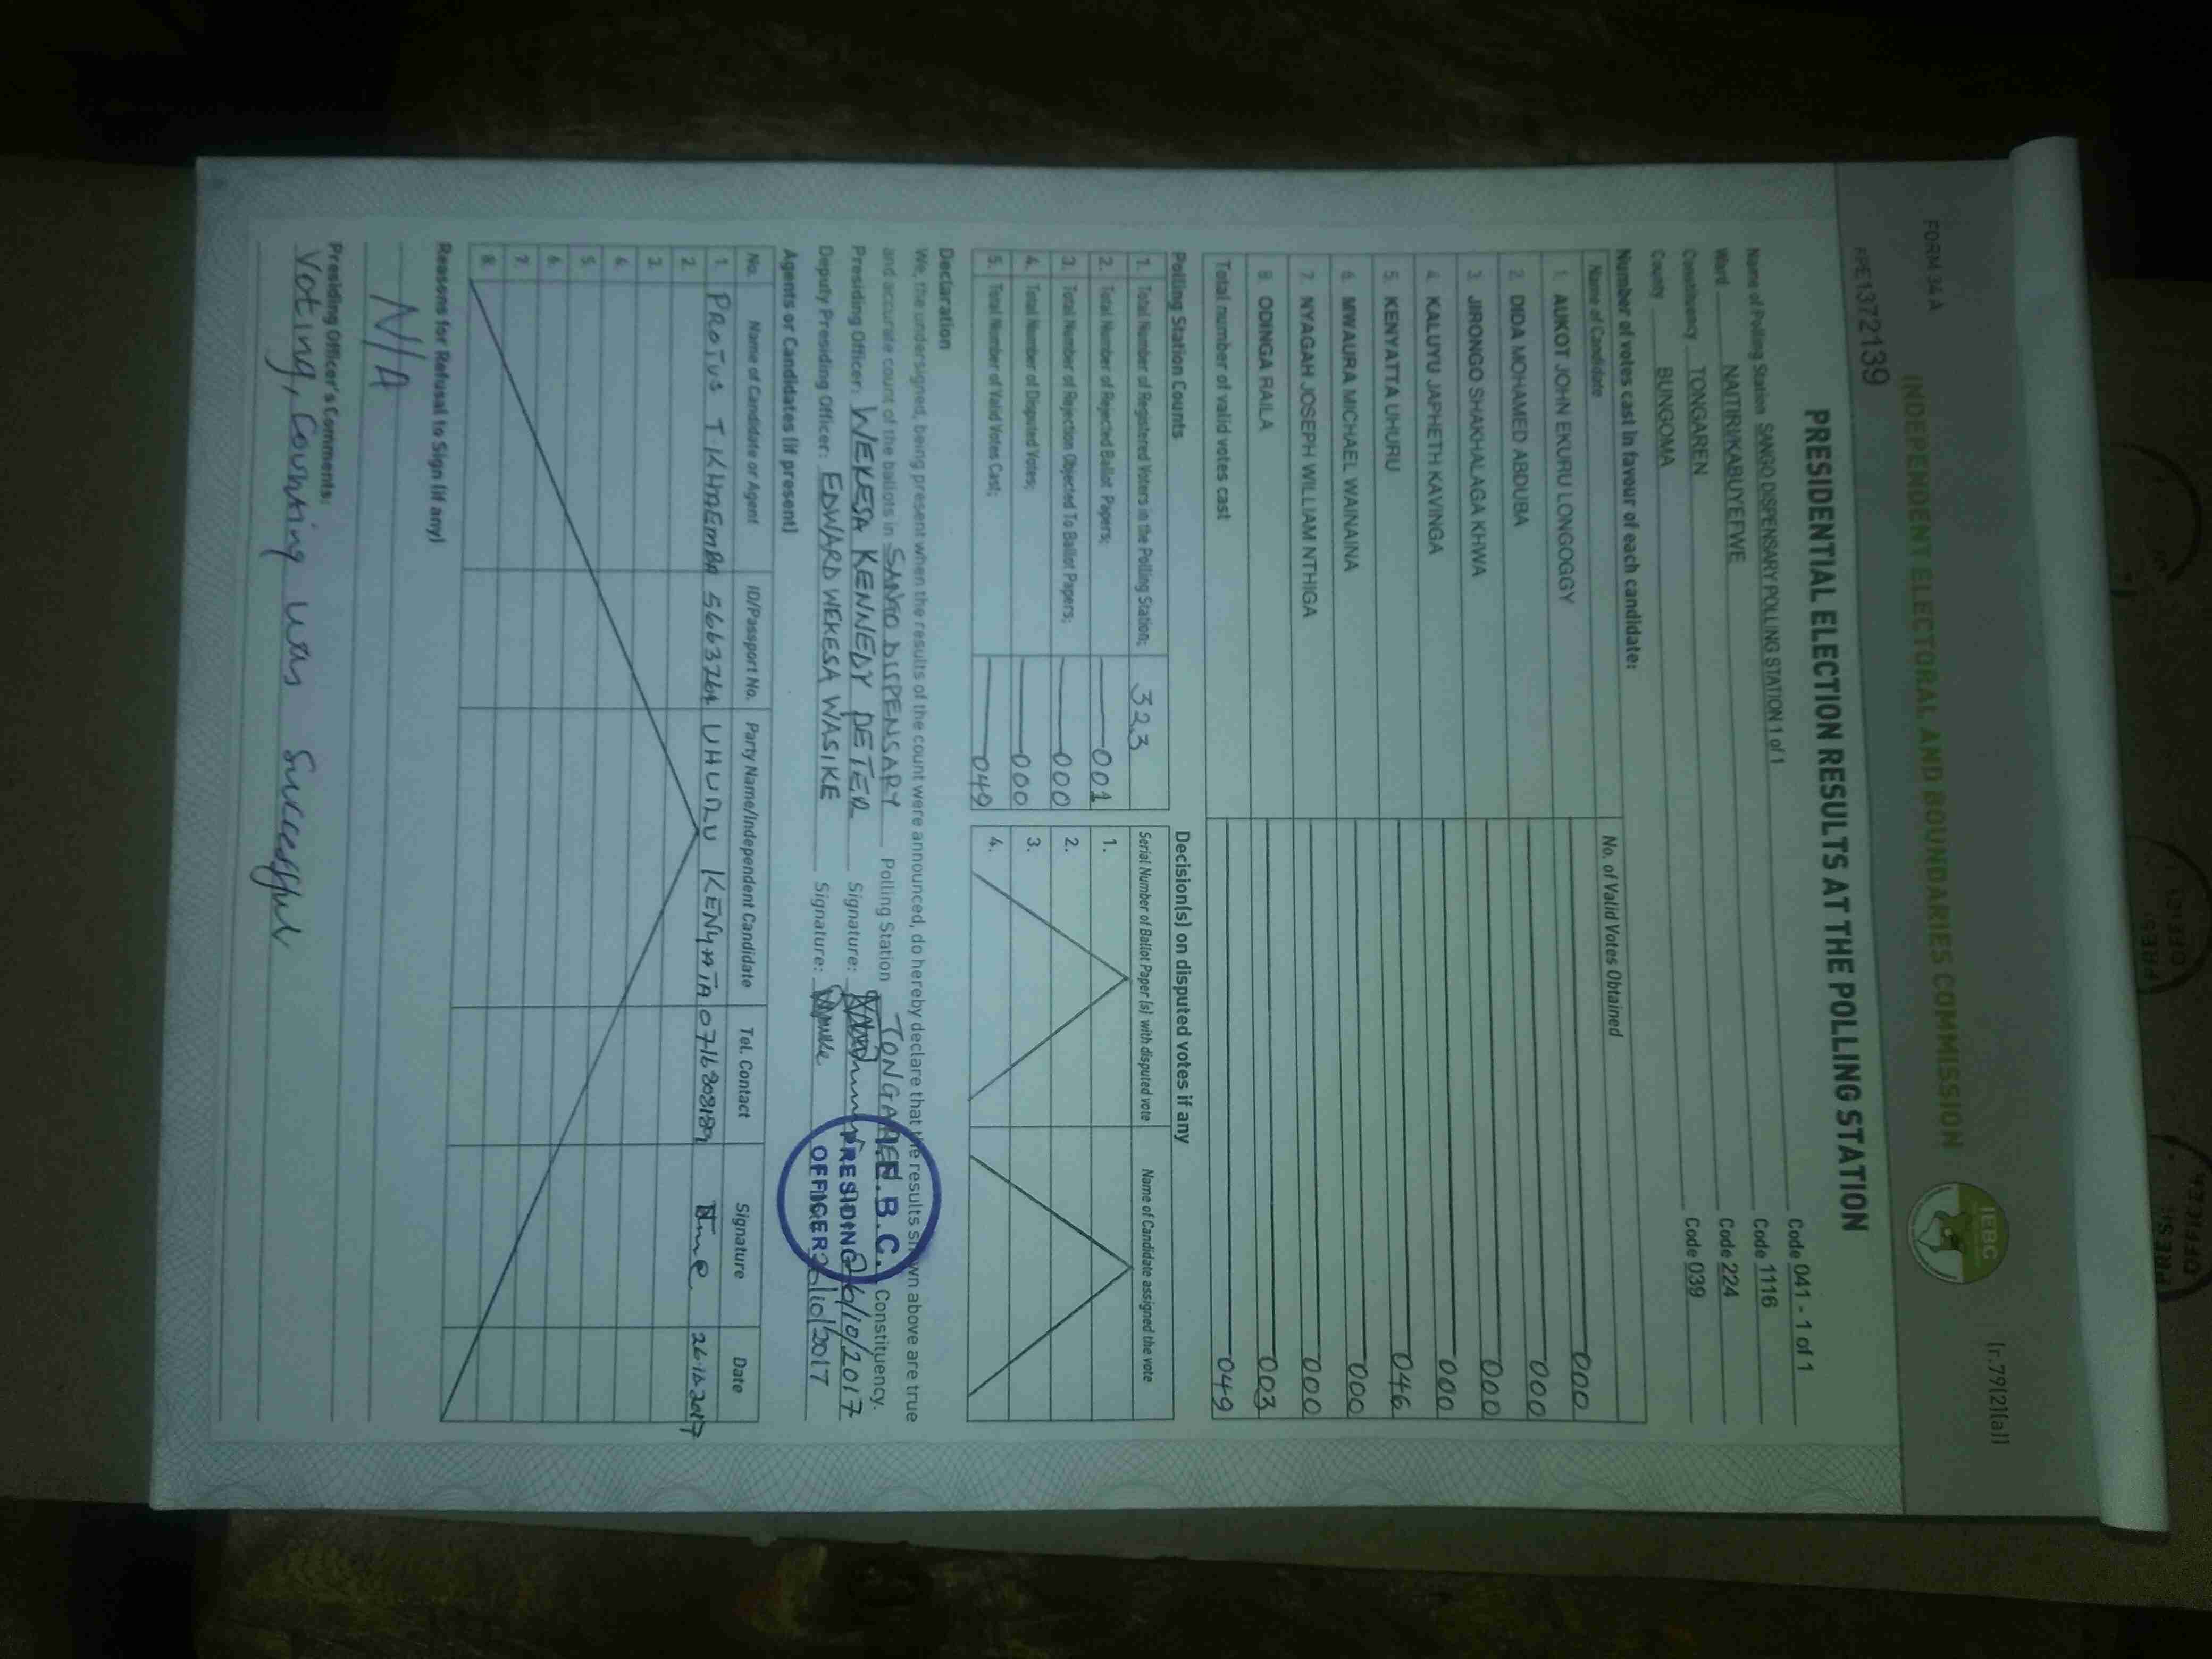 FORM 34 A
[r.79(2)(a)]
INDEPENDENT ELECTORAL AND BOUNDARIES COMMISSION
IEBC
1372139
PRESIDENTIAL ELECTION RESULTS AT THE POLLING STATION
Name of Polling Station SANGO DISPENSARY POLLING STATION 1 of 1 Code 041 - 1 of 1
Ward NAITIRI/KABUYEFWE Code 1116
Constituency TONGAREN Code 224
County BUNGOMA Code 039
Number of votes cast in favour of each candidate:
Name of Candidate No. of Valid Votes Obtained
1. AUKOT JOHN EKURU LONGOGGY 000
2. DIDA MOHAMED ABDUBA 000
3. JIRONGO SHAKHALAGA KHWA 000
4. KALUYU JAPHETH KAVINGA 000
5. KENYATTA UHURU 046
6. MWAURA MICHAEL WAINAINA 000
7. NYAGAH JOSEPH WILLIAM NTHIGA 000
8. ODINGA RAILA 003
Total number of valid votes cast 049
Polling Station Counts Decision(s) on disputed votes if any
1. Total Number of Registered Voters in the Polling Station; 323 Serial Number of Ballot Paper (s) with disputed vote Name of Candidate assigned the vote
2. Total Number of Rejected Ballot Papers; 001 1.
3. Total Number of Rejection Objected To Ballot Papers; 000 2.
4. Total Number of Disputed Votes; 000 3.
5. Total Number of Valid Votes Cast; 049 4.
Declaration
We, the undersigned, being present when the results of the count were announced, do hereby declare that the results shown above are true
and accurate count of the ballots in SANGO DISPENSARY Polling Station TONGAREN Constituency.
Presiding Officer: WEKESA KENNEDY PETER Signature: 26/10/2017
Deputy Presiding Officer: EDWARD WEKESA WASIKE Signature: 26/10/2017
I.E.B.C.
PRESIDING
OFFICER
Agents or Candidates (if present)
No. Name of Candidate or Agent ID/Passport No. Party Name/Independent Candidate Tel. Contact Signature Date
1. PROTUS T KHAEMBA UHURU KENYATTA 26.10.2017
2.
3.
4.
5.
6.
7.
8.
Reasons for Refusal to Sign (if any)
N/A
Presiding Officer's Comments:
Voting, Counting was Successful